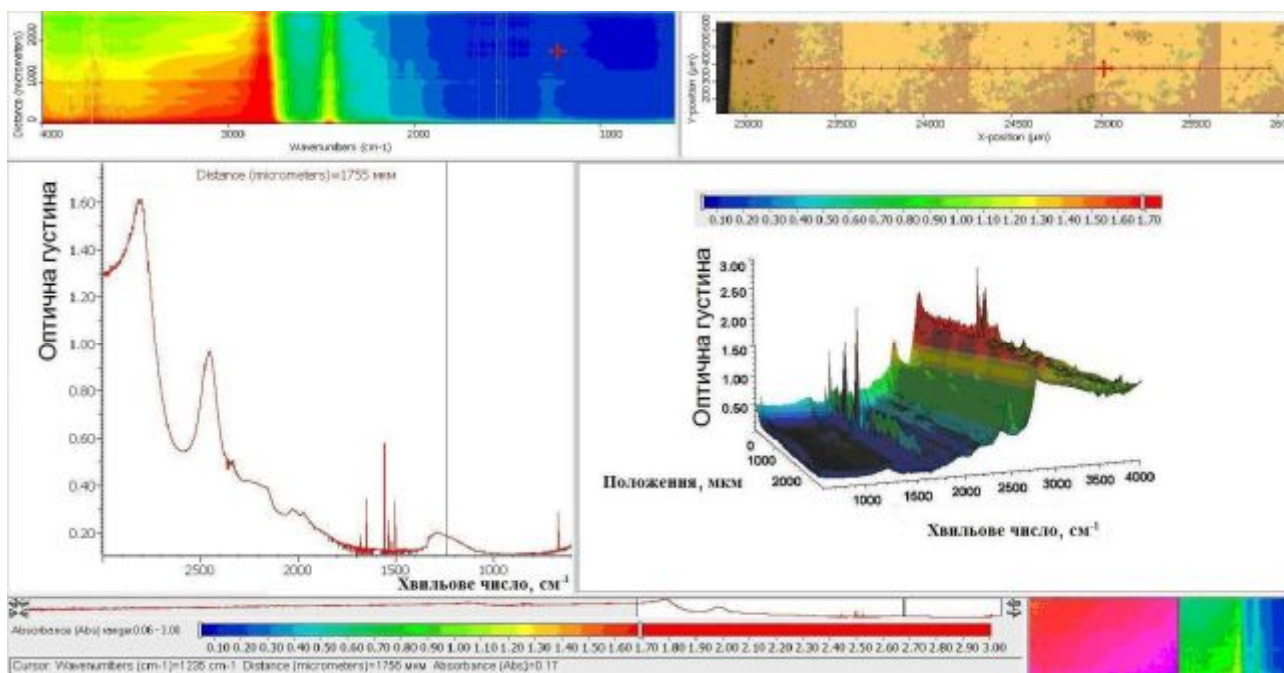 Distance (micrometers)
0 1000 2000
4000 3000 2000 1000
Wavenumbers (cm-1)
Y-position (µm)
23000 23500 24000 24500 25000 25500
X-position (µm)
Distance (micrometers)=1755 мкм
Оптична густина
1.60
1.40
1.20
1.00
0.80
0.60
0.40
0.20
2500 2000 1500 1000
Хвильове число, см-1
0.10 0.20 0.30 0.40 0.50 0.60 0.70 0.80 0.90 1.00 1.10 1.20 1.30 1.40 1.50 1.60 1.70
Оптична густина
3.00
2.50
2.00
1.50
1.00
0.50
0
1000
2000
Положення, мкм
1000 1500 2000 2500 3000 3500 4000
Хвильове число, см-1
Absorbance (Abs) range:0.06 - 3.00
0.10 0.20 0.30 0.40 0.50 0.60 0.70 0.80 0.90 1.00 1.10 1.20 1.30 1.40 1.50 1.60 1.70 1.80 1.90 2.00 2.10 2.20 2.30 2.40 2.50 2.60 2.70 2.80 2.90 3.00
Cursor: Wavenumbers (cm-1)=1235 cm-1 Distance (micrometers)=1755 мкм Absorbance (Abs)=0.17